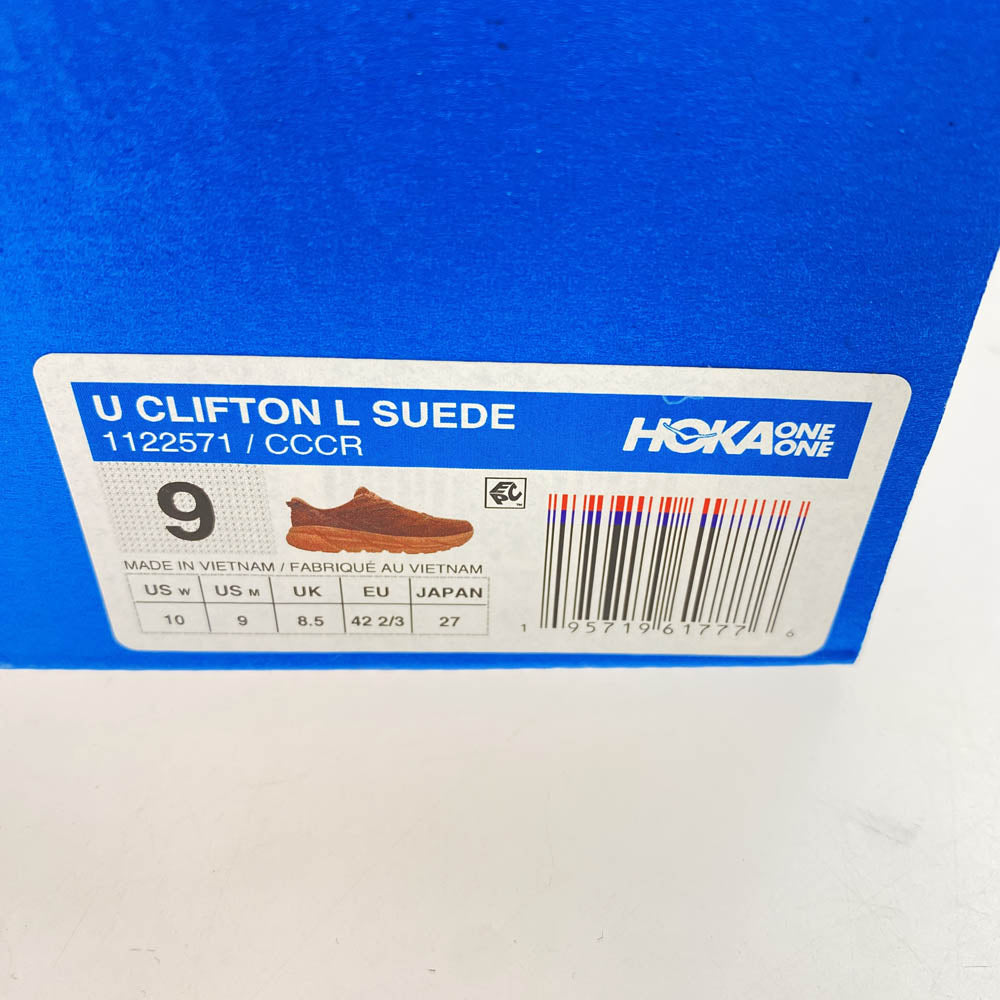 U CLIFTON L SUEDE
1122571 / CCCR
HOKA ONE ONE
9
EPC™
MADE IN VIETNAM / FABRIQUÉ AU VIETNAM
US W US M UK EU JAPAN
10 9 8.5 42 2/3 27
1 95719 61777 6